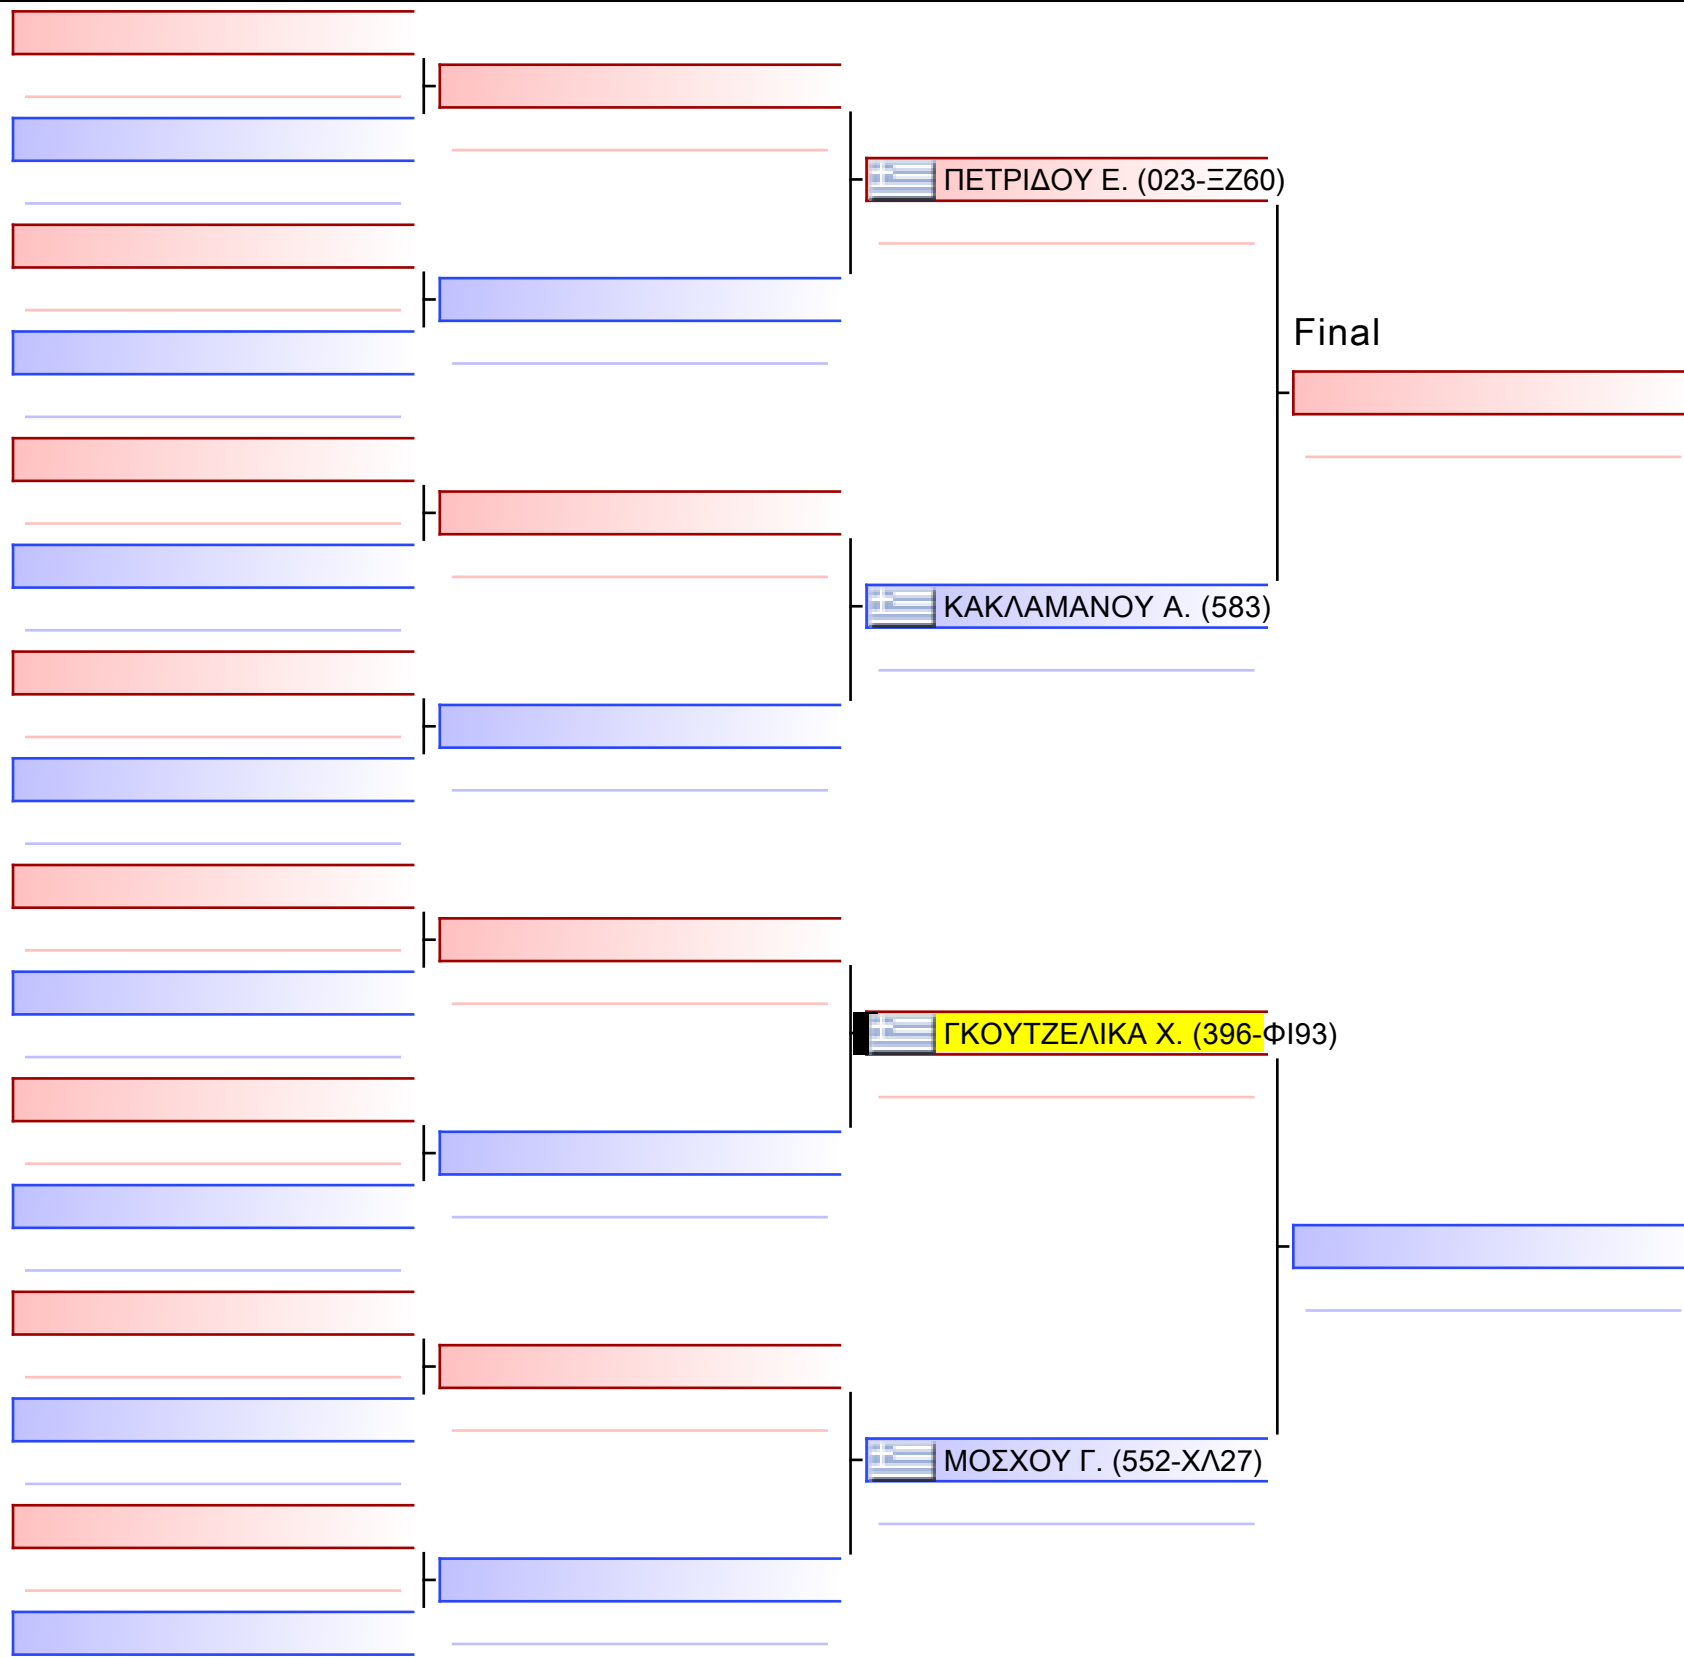 ΠΕΤΡΙΔΟΥ Ε. (023-ΞΖ60)
Final
ΚΑΚΛΑΜΑΝΟΥ Α. (583)
ΓΚΟΥΤΖΕΛΙΚΑ Χ. (396-ΦΙ93)
ΜΟΣΧΟΥ Γ. (552-ΧΛ27)